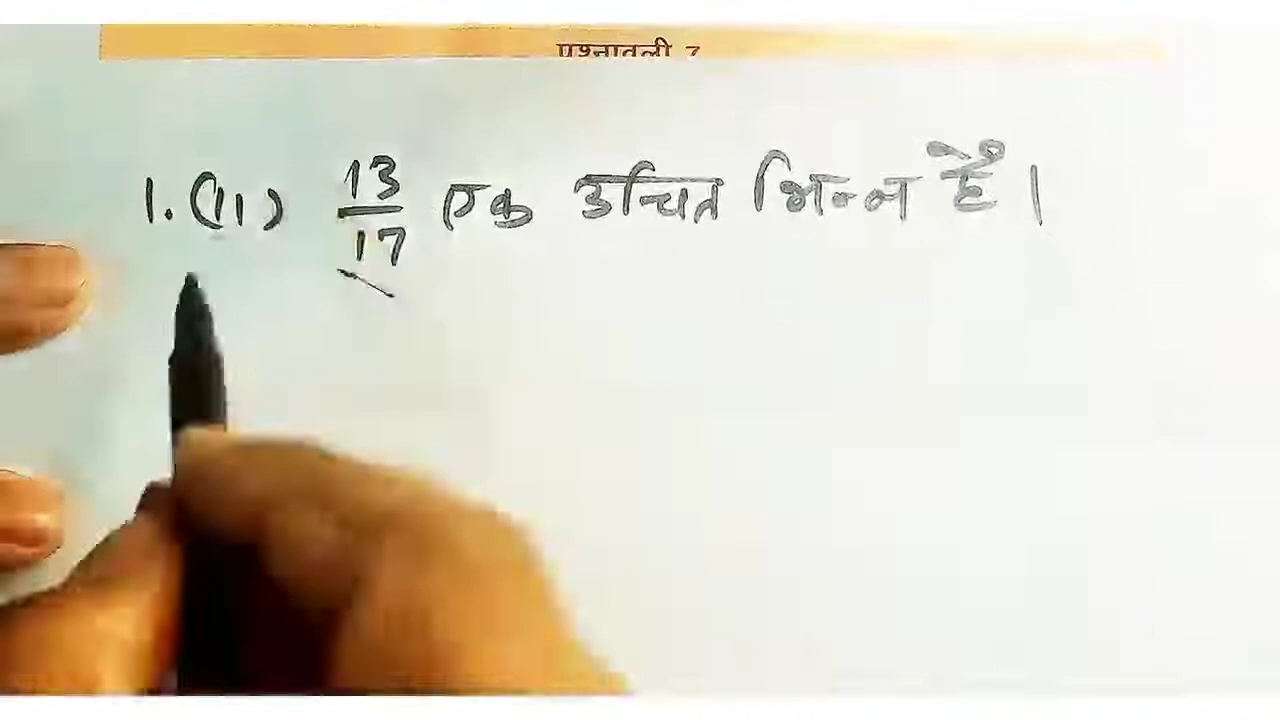 प्रश्नावली 7
1. (ii) 13/17 एक उचित भिन्न है।